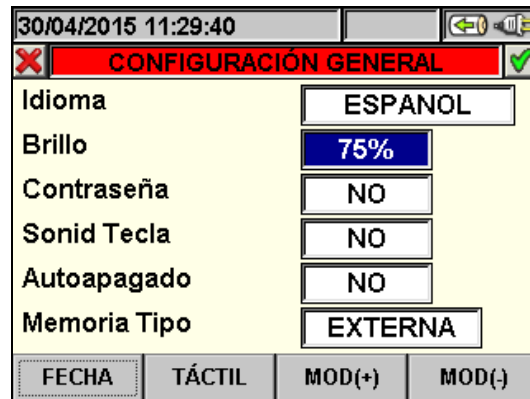 30/04/2015 11:29:40
CONFIGURACIÓN GENERAL
Idioma ESPANOL
Brillo 75%
Contraseña NO
Sonid Tecla NO
Autoapagado NO
Memoria Tipo EXTERNA
FECHA TÁCTIL MOD(+) MOD(-)